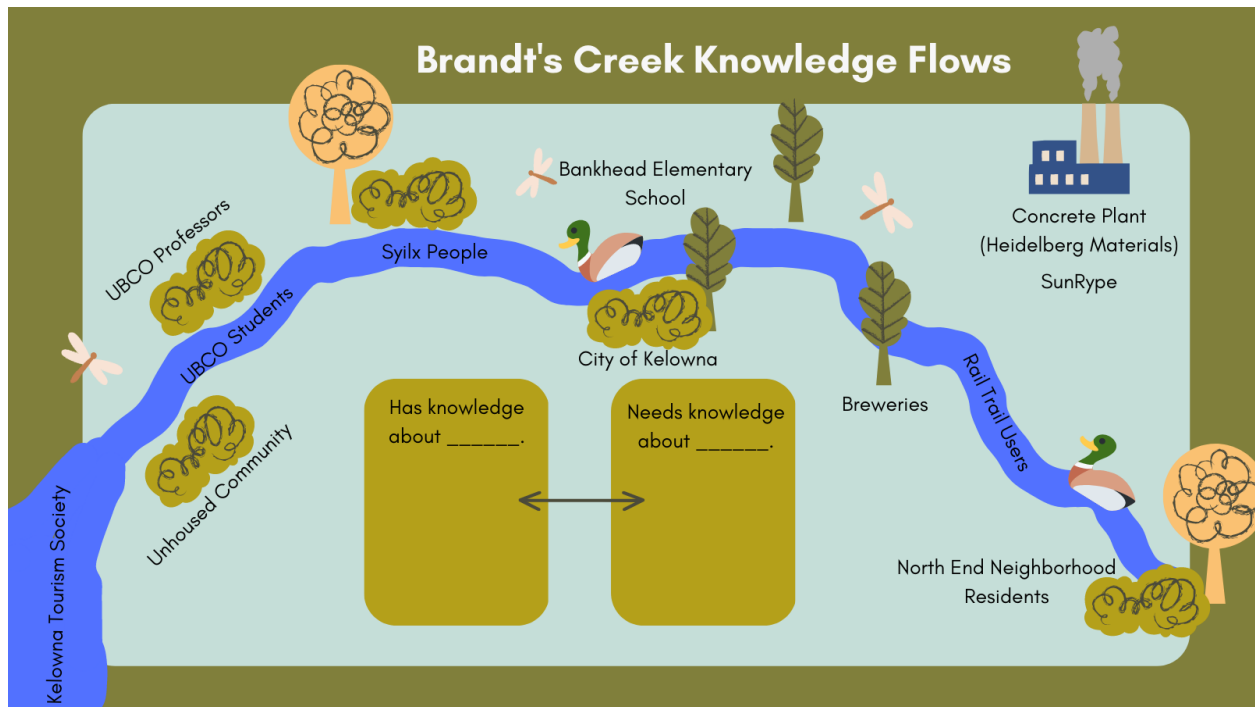 Brandt's Creek Knowledge Flows
Bankhead Elementary
School
UBCO Professors
Syilx People
Concrete Plant
(Heidelberg Materials)
SunRype
UBCO Students
City of Kelowna
Has knowledge
about ______.
Needs knowledge
about ______.
Breweries
Rail Trail Users
Unhoused Community
Kelowna Tourism Society
North End Neighborhood
Residents